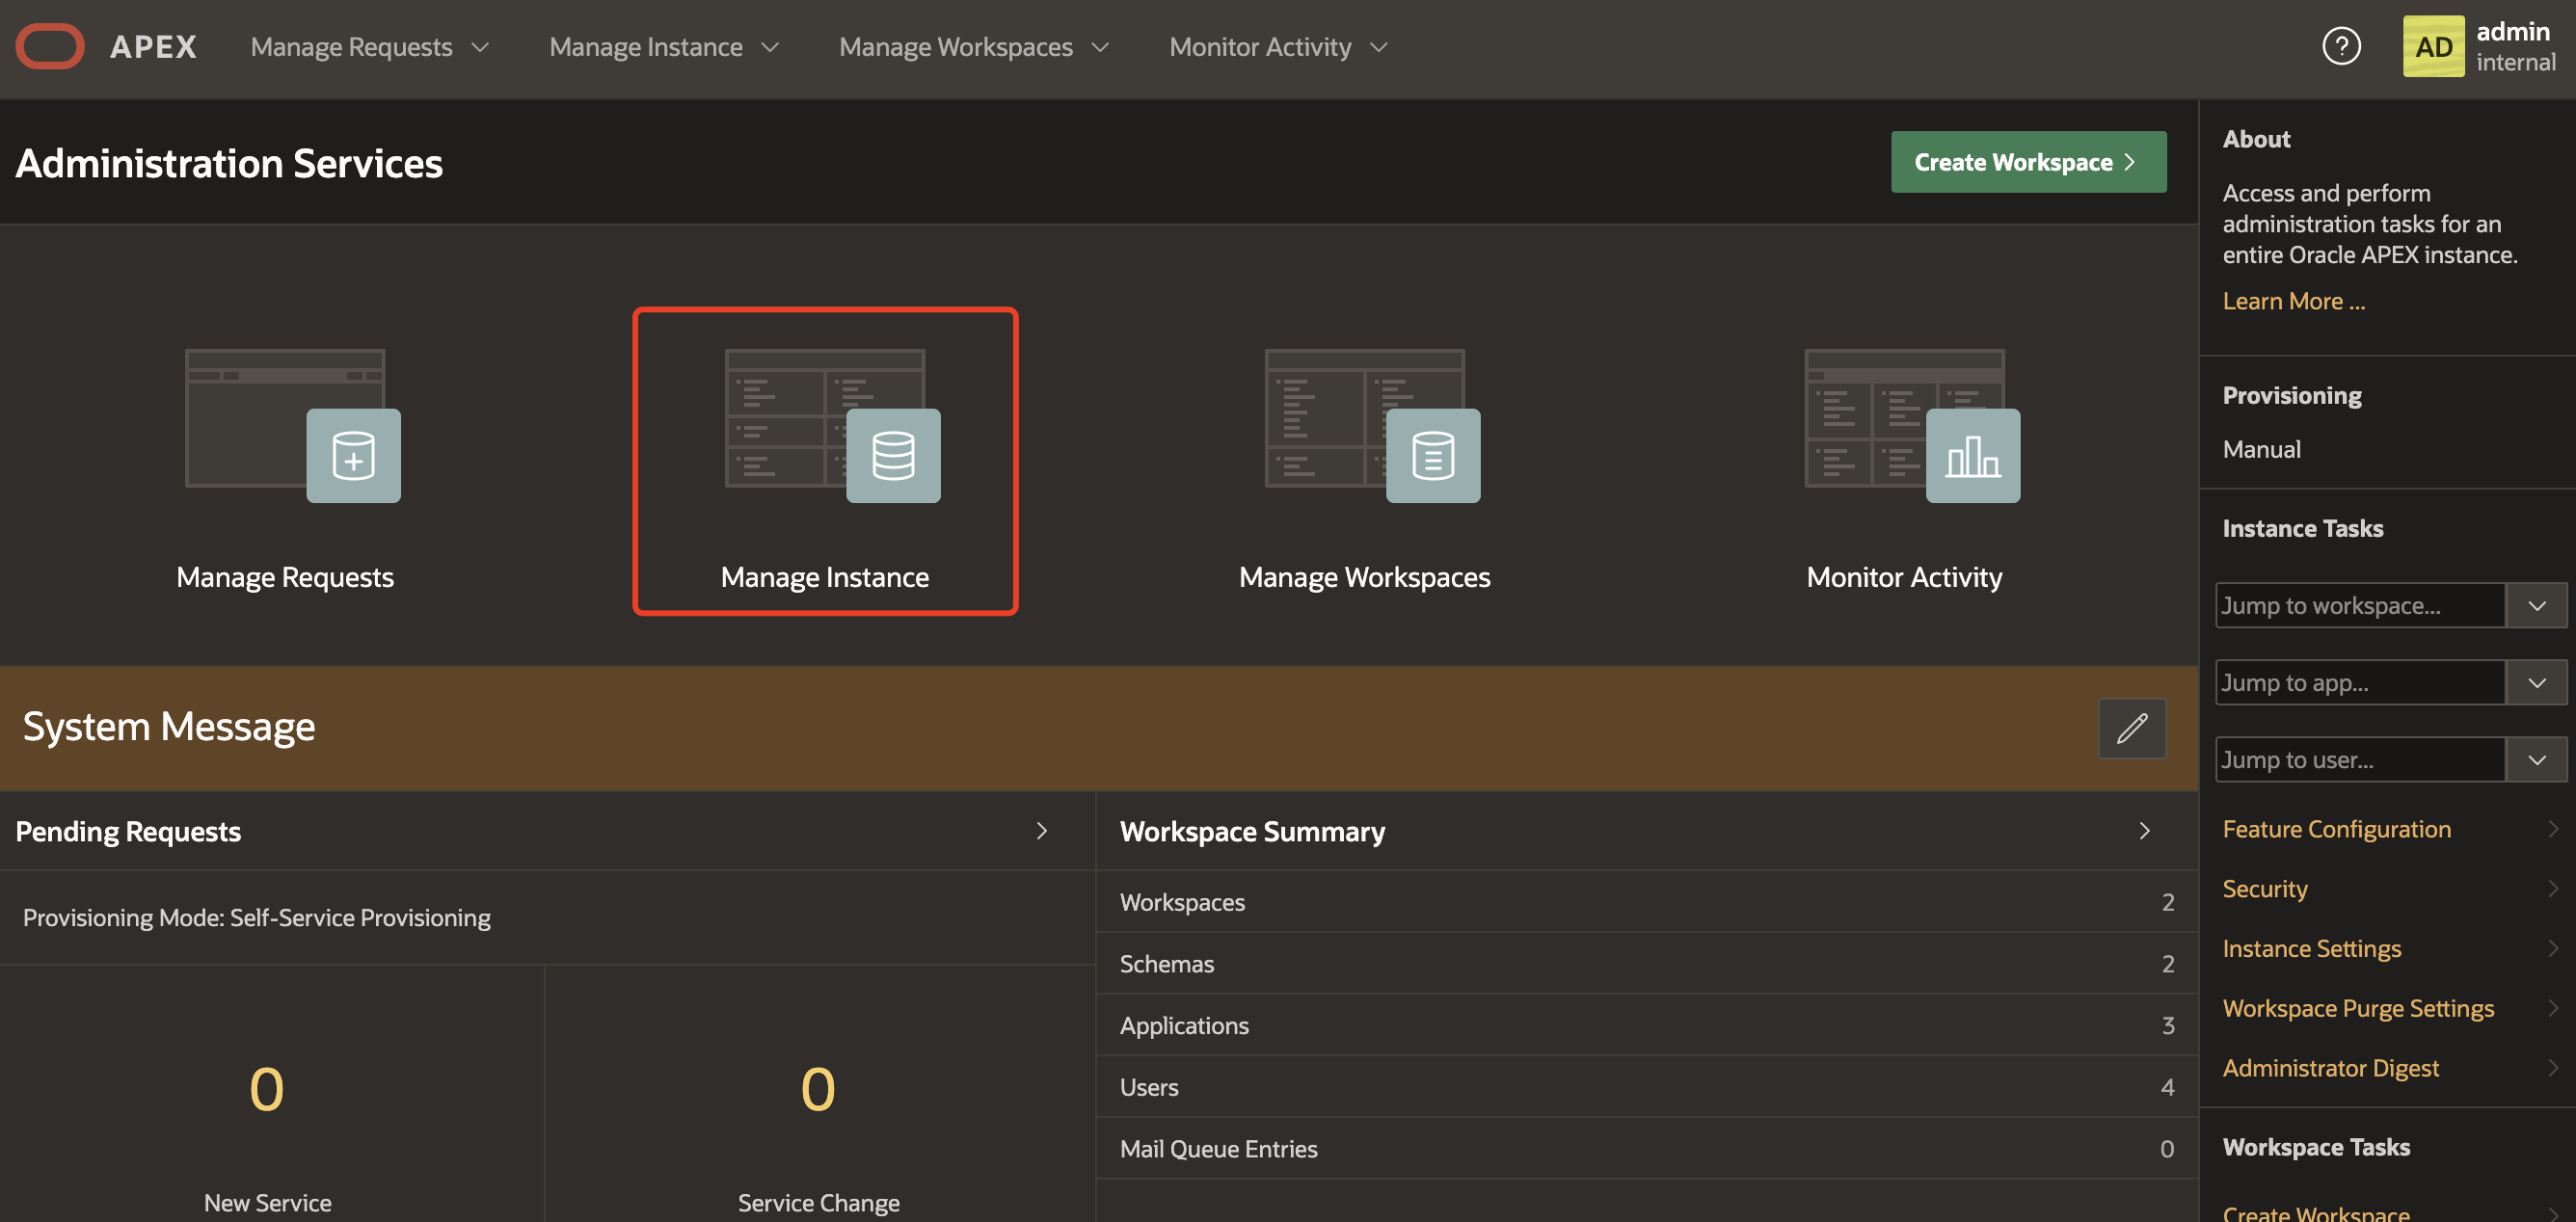 APEX
Manage Requests
Manage Instance
Manage Workspaces
Monitor Activity
?
AD
admin
internal
Administration Services
Create Workspace
Manage Requests
Manage Instance
Manage Workspaces
Monitor Activity
System Message
Pending Requests
Provisioning Mode: Self-Service Provisioning
0
New Service
0
Service Change
Workspace Summary
Workspaces 2
Schemas 2
Applications 3
Users 4
Mail Queue Entries 0
About
Access and perform
administration tasks for an
entire Oracle APEX instance.
Learn More ...
Provisioning
Manual
Instance Tasks
Jump to workspace...
Jump to app...
Jump to user...
Feature Configuration
Security
Instance Settings
Workspace Purge Settings
Administrator Digest
Workspace Tasks
Create Workspace